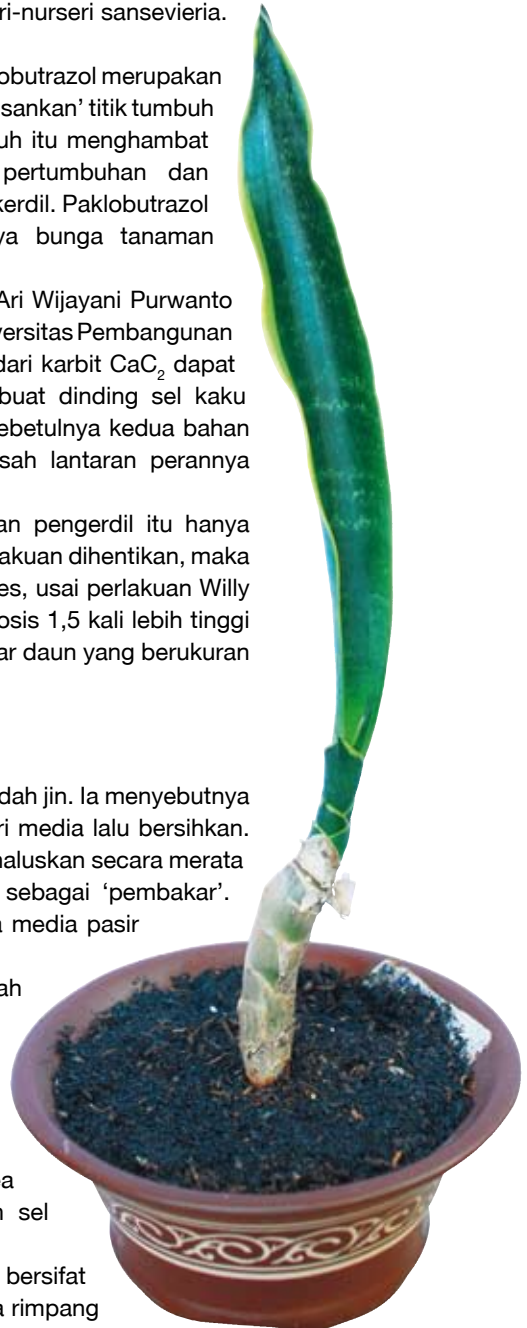 ri-nurseri sansevieria.
obutrazol merupakan
sankan’ titik tumbuh
uh itu menghambat
pertumbuhan dan
kerdil. Paklobutrazol
ya bunga tanaman
Ari Wijayani Purwanto
versitas Pembangunan
dari karbit CaC₂ dapat
buat dinding sel kaku
ebetulnya kedua bahan
sah lantaran perannya
an pengerdil itu hanya
akuan dihentikan, maka
es, usai perlakuan Willy
osis 1,5 kali lebih tinggi
ar daun yang berukuran
dah jin. Ia menyebutnya
ri media lalu bersihkan.
haluskan secara merata
sebagai ‘pembakar’.
a media pasir
ah
a
n sel
bersifat
a rimpang